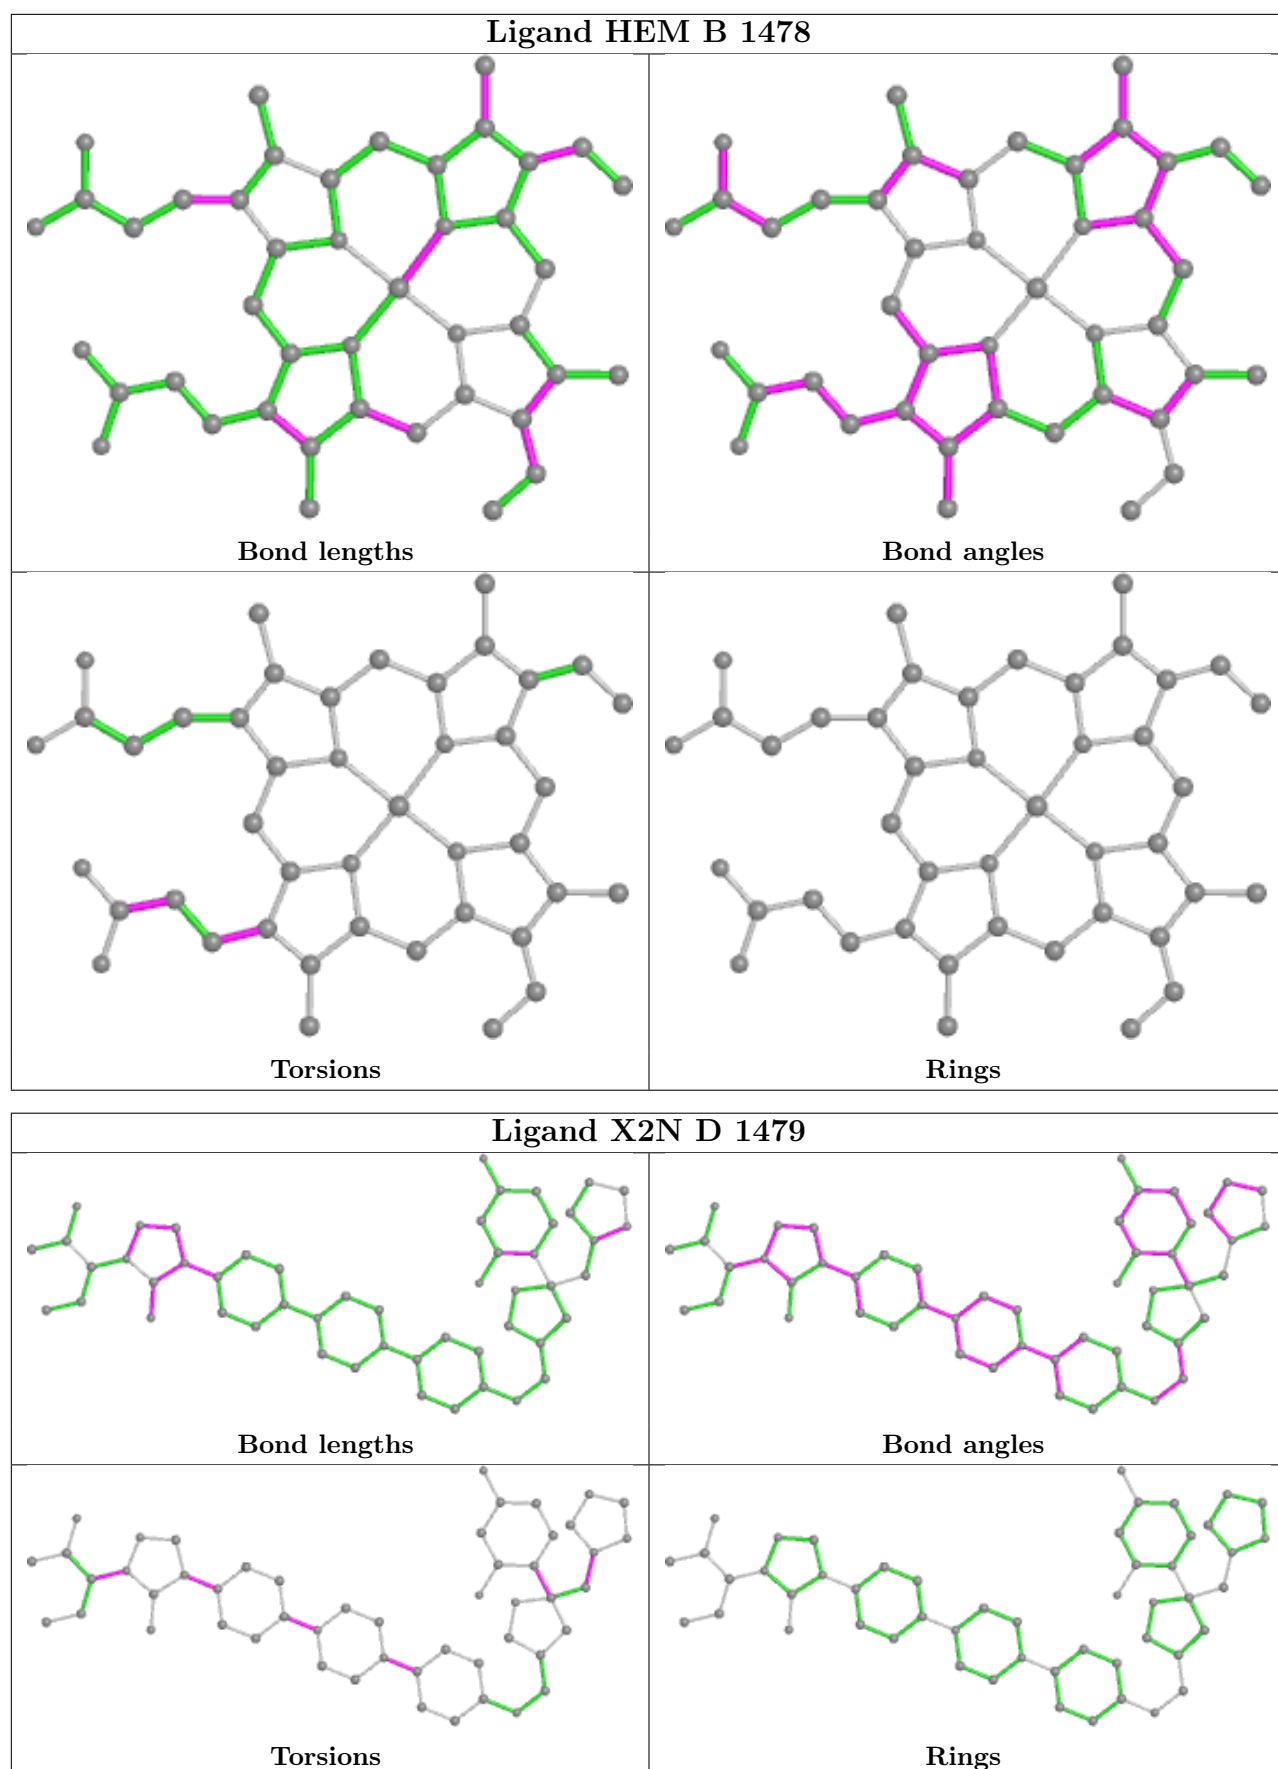 Ligand HEM B 1478
Bond lengths
Bond angles
Torsions
Rings
Ligand X2N D 1479
Bond lengths
Bond angles
Torsions
Rings